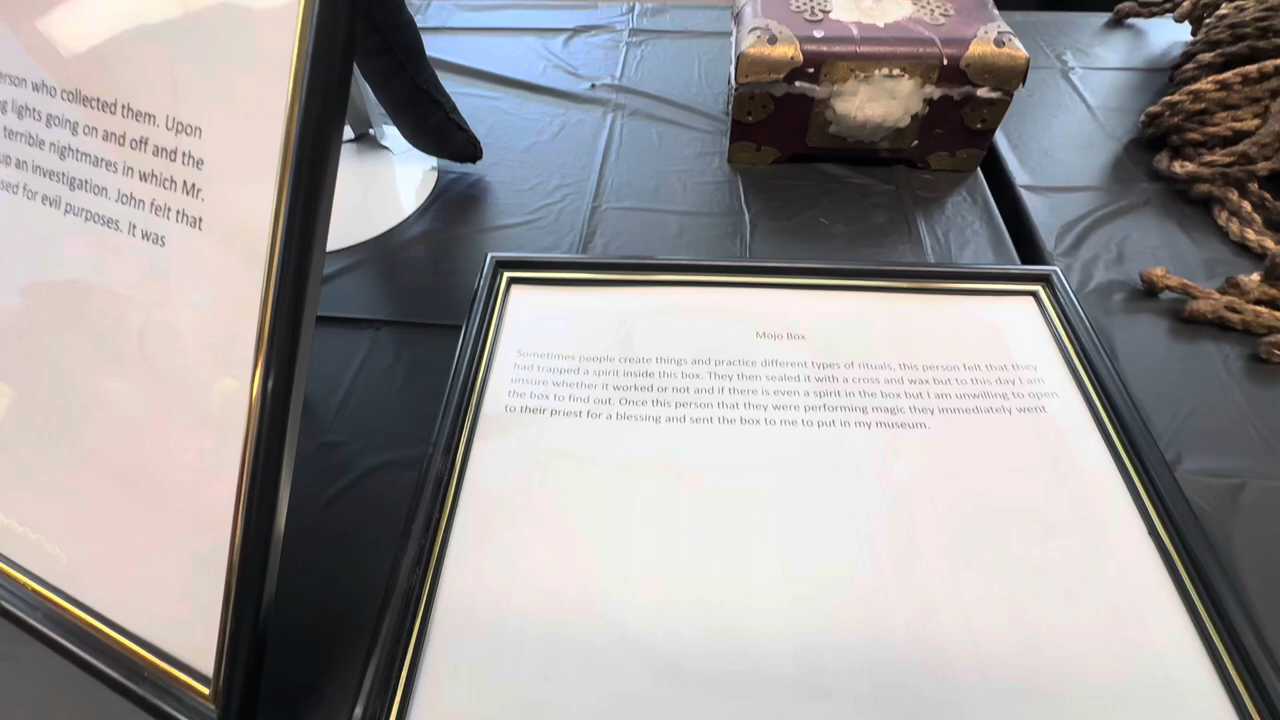 erson who collected them. Upon
lights going on and off and the
terrible nightmares in which Mr.
up an investigation. John felt that
sed for evil purposes. It was
Mojo Box
Sometimes people create things and practice different types of rituals, this person felt that they
had trapped a spirit inside this box. They then sealed it with a cross and wax but to this day I am
unsure whether it worked or not and if there is even a spirit in the box but I am unwilling to open
the box to find out. Once this person that they were performing magic they immediately went
to their priest for a blessing and sent the box to me to put in my museum.